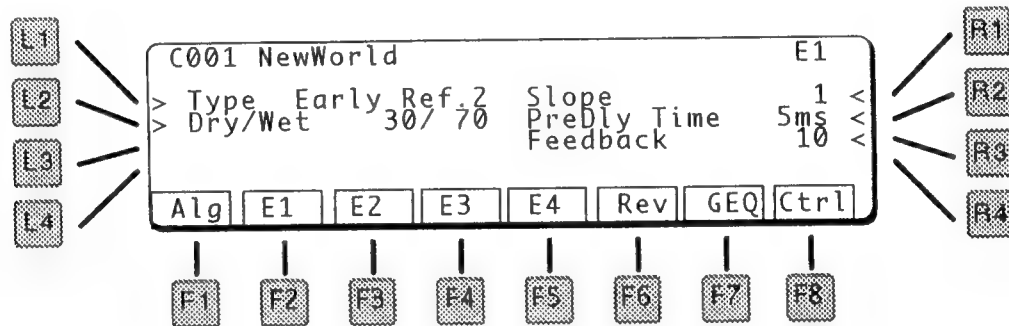 L1
R1
C001 NewWorld E1
L2
R2
> Type Early Ref.2 Slope 1 <
> Dry/Wet 30/ 70 PreDly Time 5ms <
Feedback 10 <
L3
R3
L4
R4
Alg E1 E2 E3 E4 Rev GEQ Ctrl
F1 F2 F3 F4 F5 F6 F7 F8